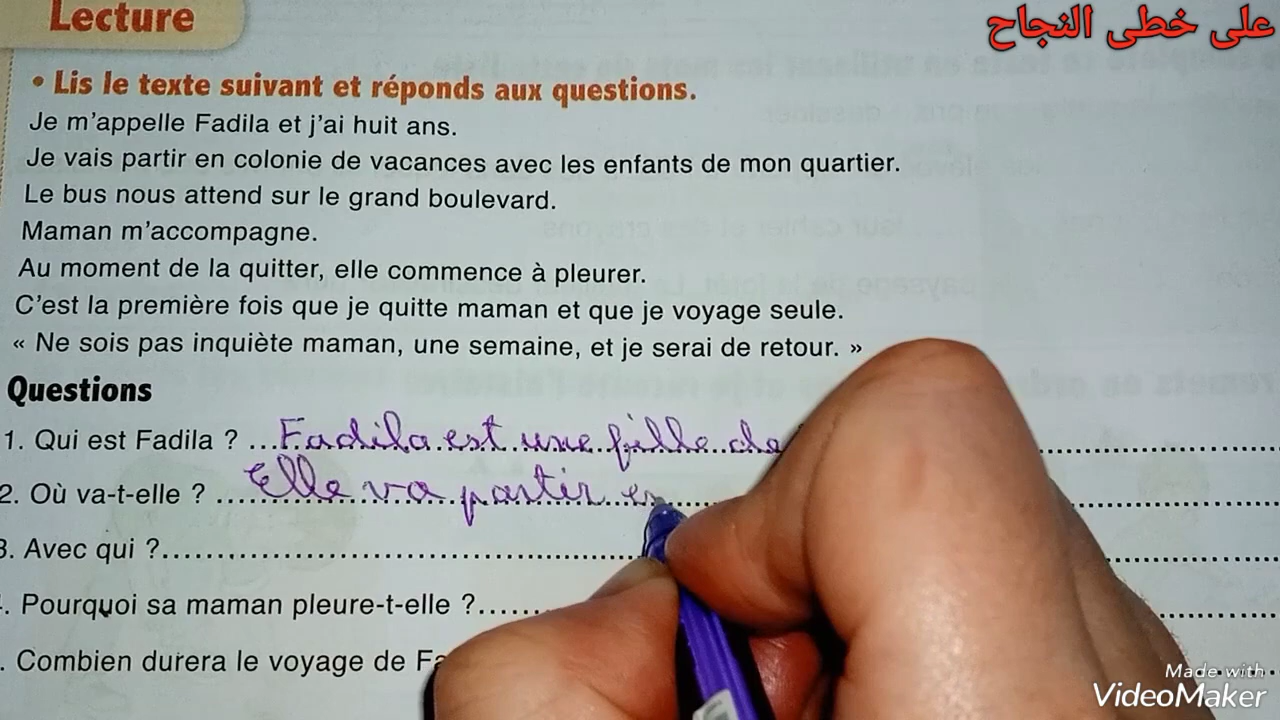 Lecture
على خطى النجاح
• Lis le texte suivant et réponds aux questions.
Je m'appelle Fadila et j'ai huit ans.
Je vais partir en colonie de vacances avec les enfants de mon quartier.
Le bus nous attend sur le grand boulevard.
Maman m'accompagne.
Au moment de la quitter, elle commence à pleurer.
C'est la première fois que je quitte maman et que je voyage seule.
« Ne sois pas inquiète maman, une semaine, et je serai de retour. »
Questions
1. Qui est Fadila ? ...Fadila est une fille de
2. Où va-t-elle ? ...Elle va partir en
3. Avec qui ?...
. Pourquoi sa maman pleure-t-elle ?...
. Combien durera le voyage de
Made with
VideoMaker